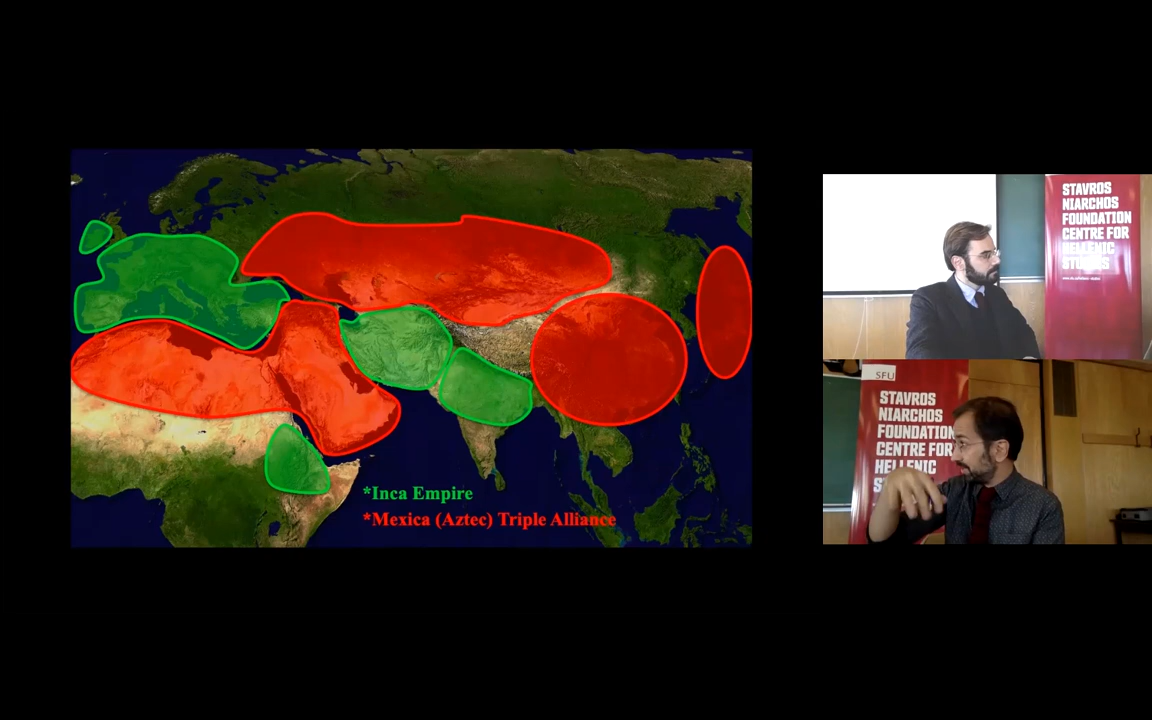 *Inca Empire
*Mexica (Aztec) Triple Alliance
STAVROS
NIARCHOS
FOUNDATION
CENTRE FOR
HELLENIC
STUDIES
SFU
STAVROS
NIARCHOS
FOUNDATION
CENTRE FOR
HELLENIC